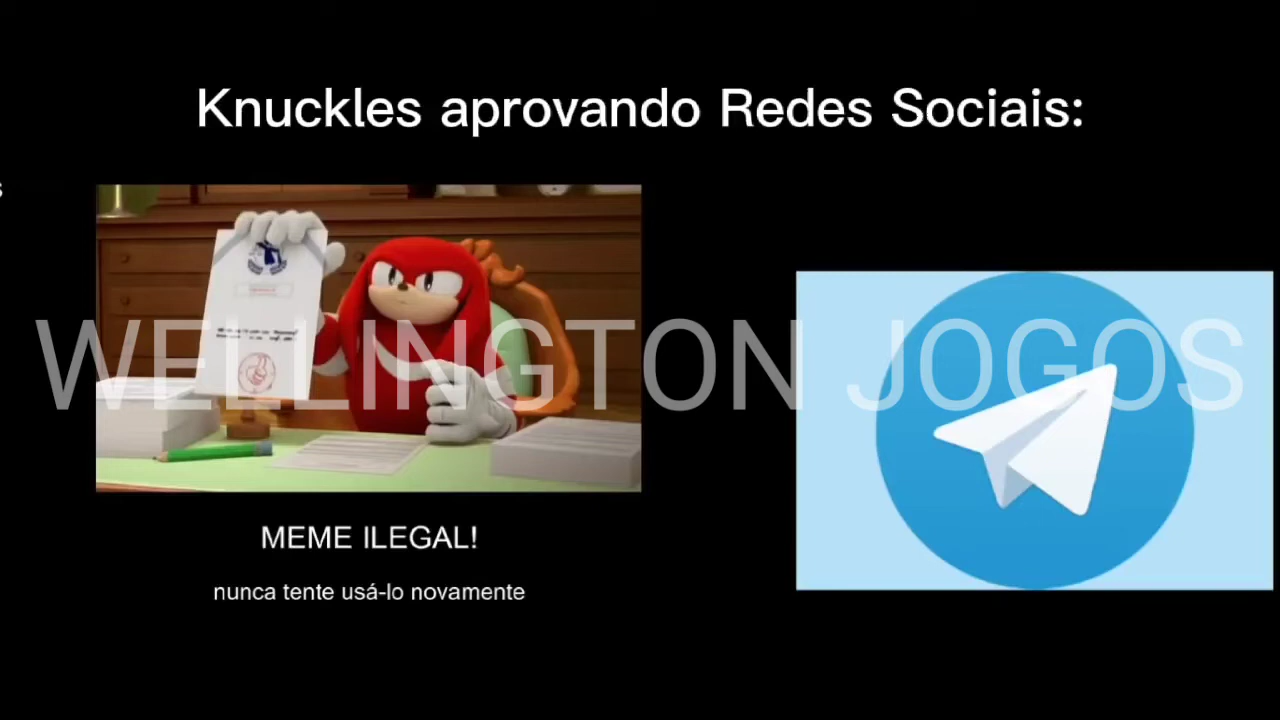 Knuckles aprovando Redes Sociais:
WELLINGTON JOGOS
MEME ILEGAL!
nunca tente usá-lo novamente